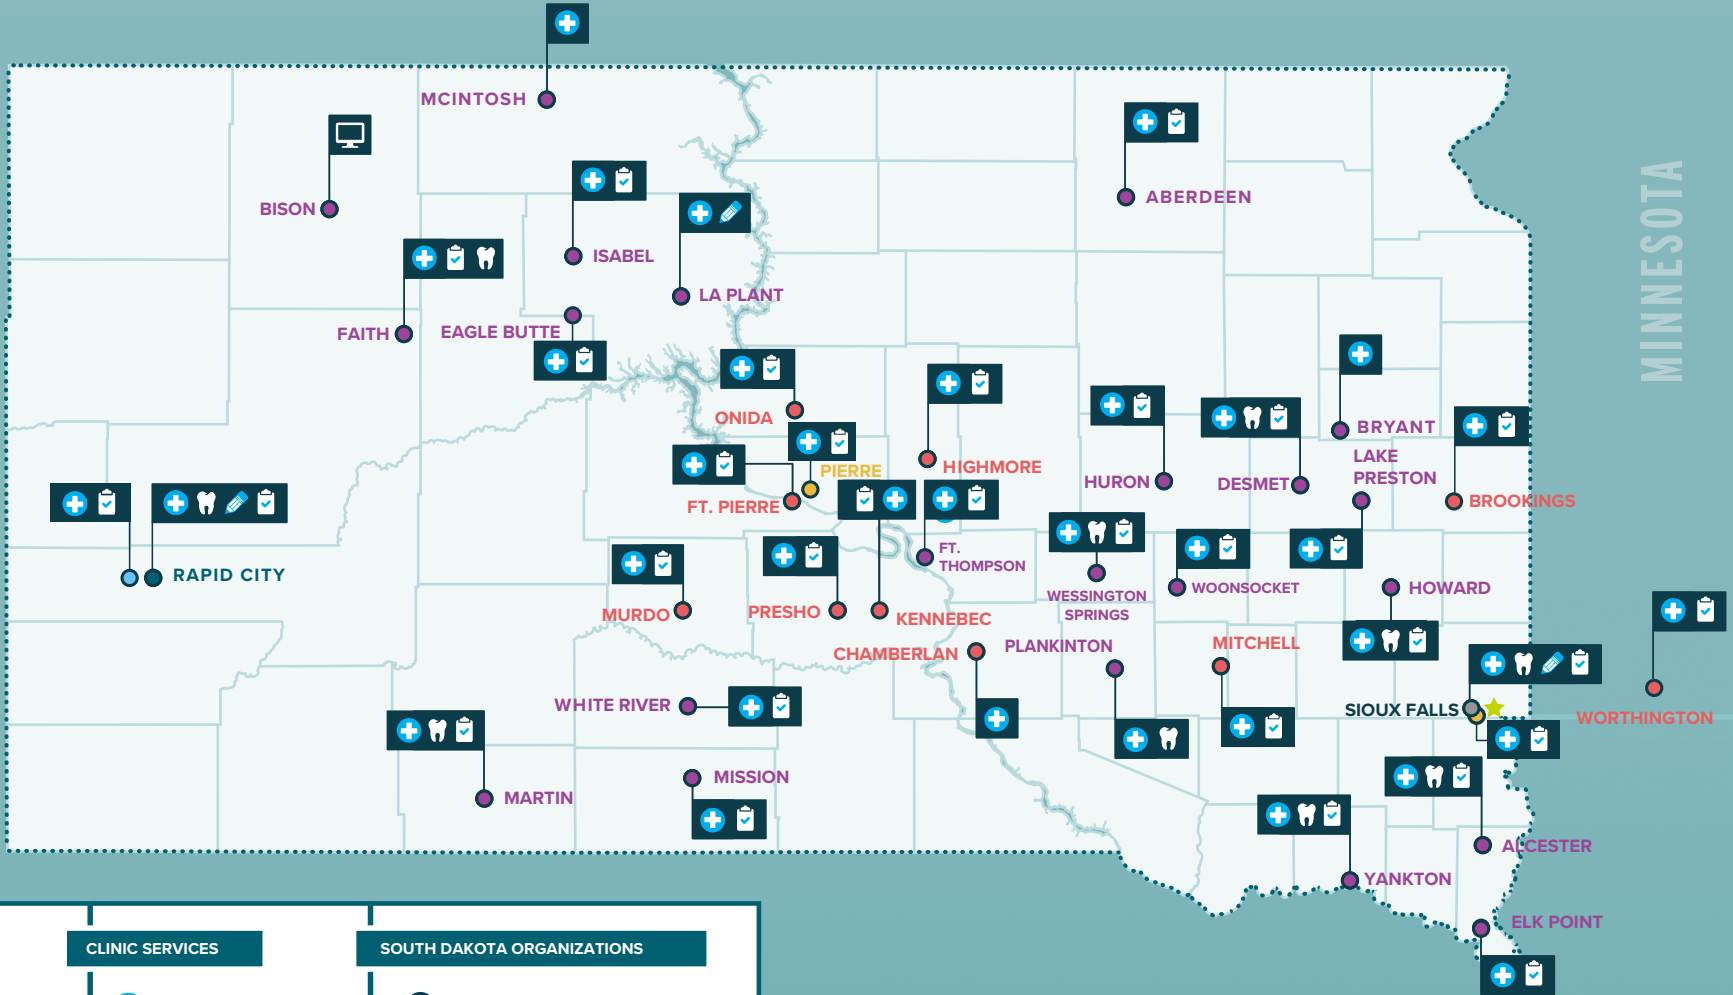 MCINTOSH
MINNESOTA
BISON
ABERDEEN
ISABEL
LA PLANT
FAITH
EAGLE BUTTE
ONIDA
PIERRE
HIGHMORE
BRYANT
LAKE
PRESTON
HURON
DESMET
BROOKINGS
FT. PIERRE
FT.
THOMPSON
RAPID CITY
WESSINGTON
SPRINGS
WOONSOCKET
HOWARD
MURDO
PRESHO
KENNEBEC
CHAMBERLAN
PLANKINTON
MITCHELL
WHITE RIVER
SIOUX FALLS
WORTHINGTON
MISSION
MARTIN
ALCESTER
YANKTON
ELK POINT
CLINIC SERVICES
SOUTH DAKOTA ORGANIZATIONS